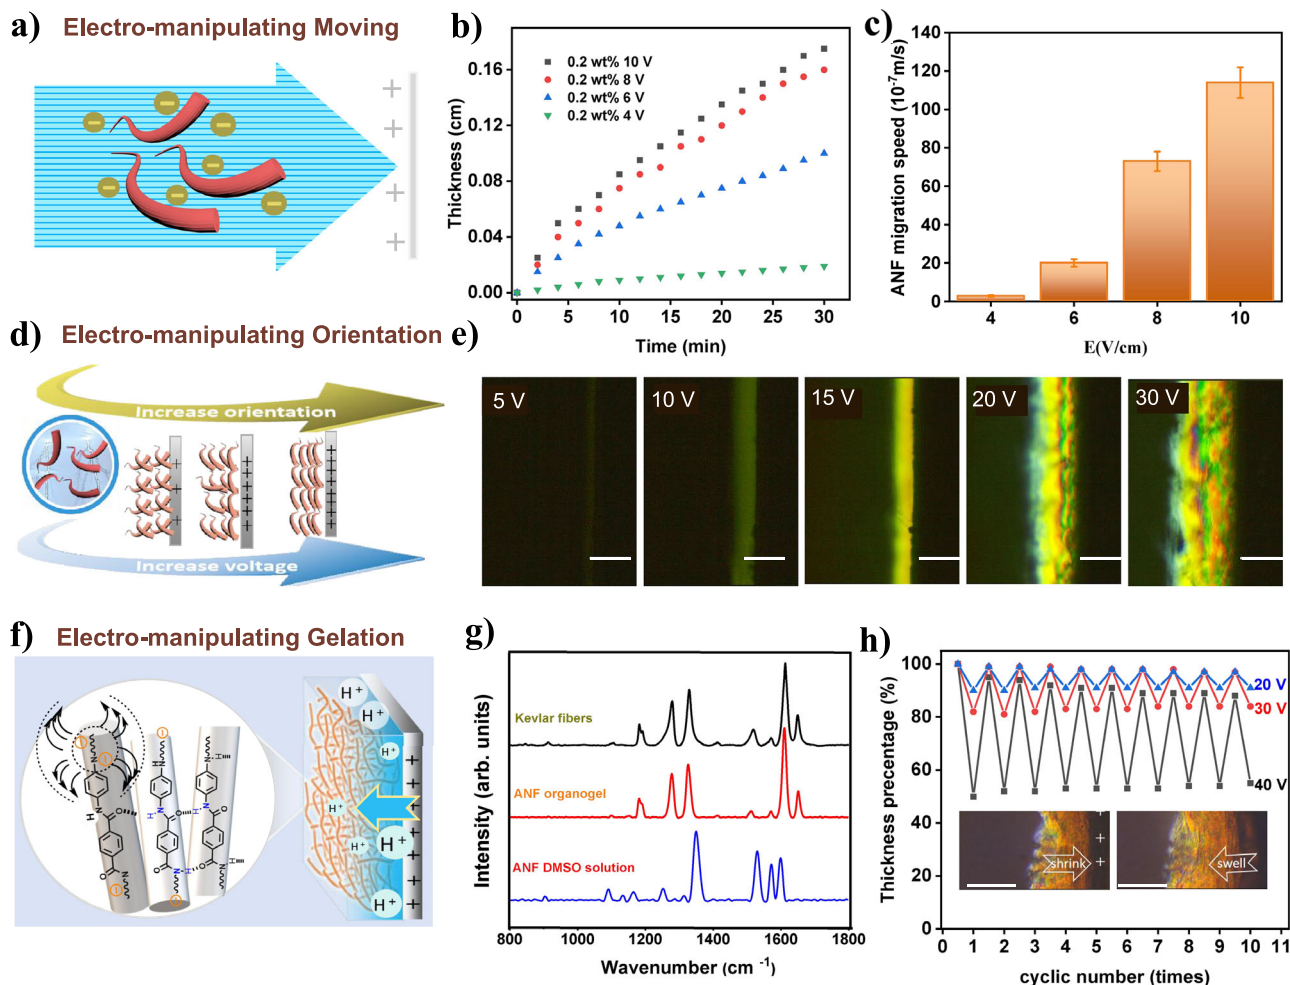 a) Electro-manipulating Moving
b)
Thickness (cm)
0.16
0.12
0.08
0.04
0.00
0.2 wt% 10 V
0.2 wt% 8 V
0.2 wt% 6 V
0.2 wt% 4 V
0 5 10 15 20 25 30
Time (min)
c)
ANF migration speed (10⁻⁷m/s)
140
120
100
80
60
40
20
0
4 6 8 10
E(V/cm)
d) Electro-manipulating Orientation
Increase orientation
Increase voltage
e)
5 V 10 V 15 V 20 V 30 V
f) Electro-manipulating Gelation
H⁺
H⁺
H⁺
H⁺
H⁺
H⁺
H⁺
H⁺
g)
Intensity (arb. units)
Kevlar fibers
ANF organogel
ANF DMSO solution
800 1000 1200 1400 1600 1800
Wavenumber (cm ⁻¹)
h)
Thickness precentage (%)
100
80
60
40
20
0
20 V
30 V
40 V
shrink
swell
0 1 2 3 4 5 6 7 8 9 10 11
cyclic number (times)